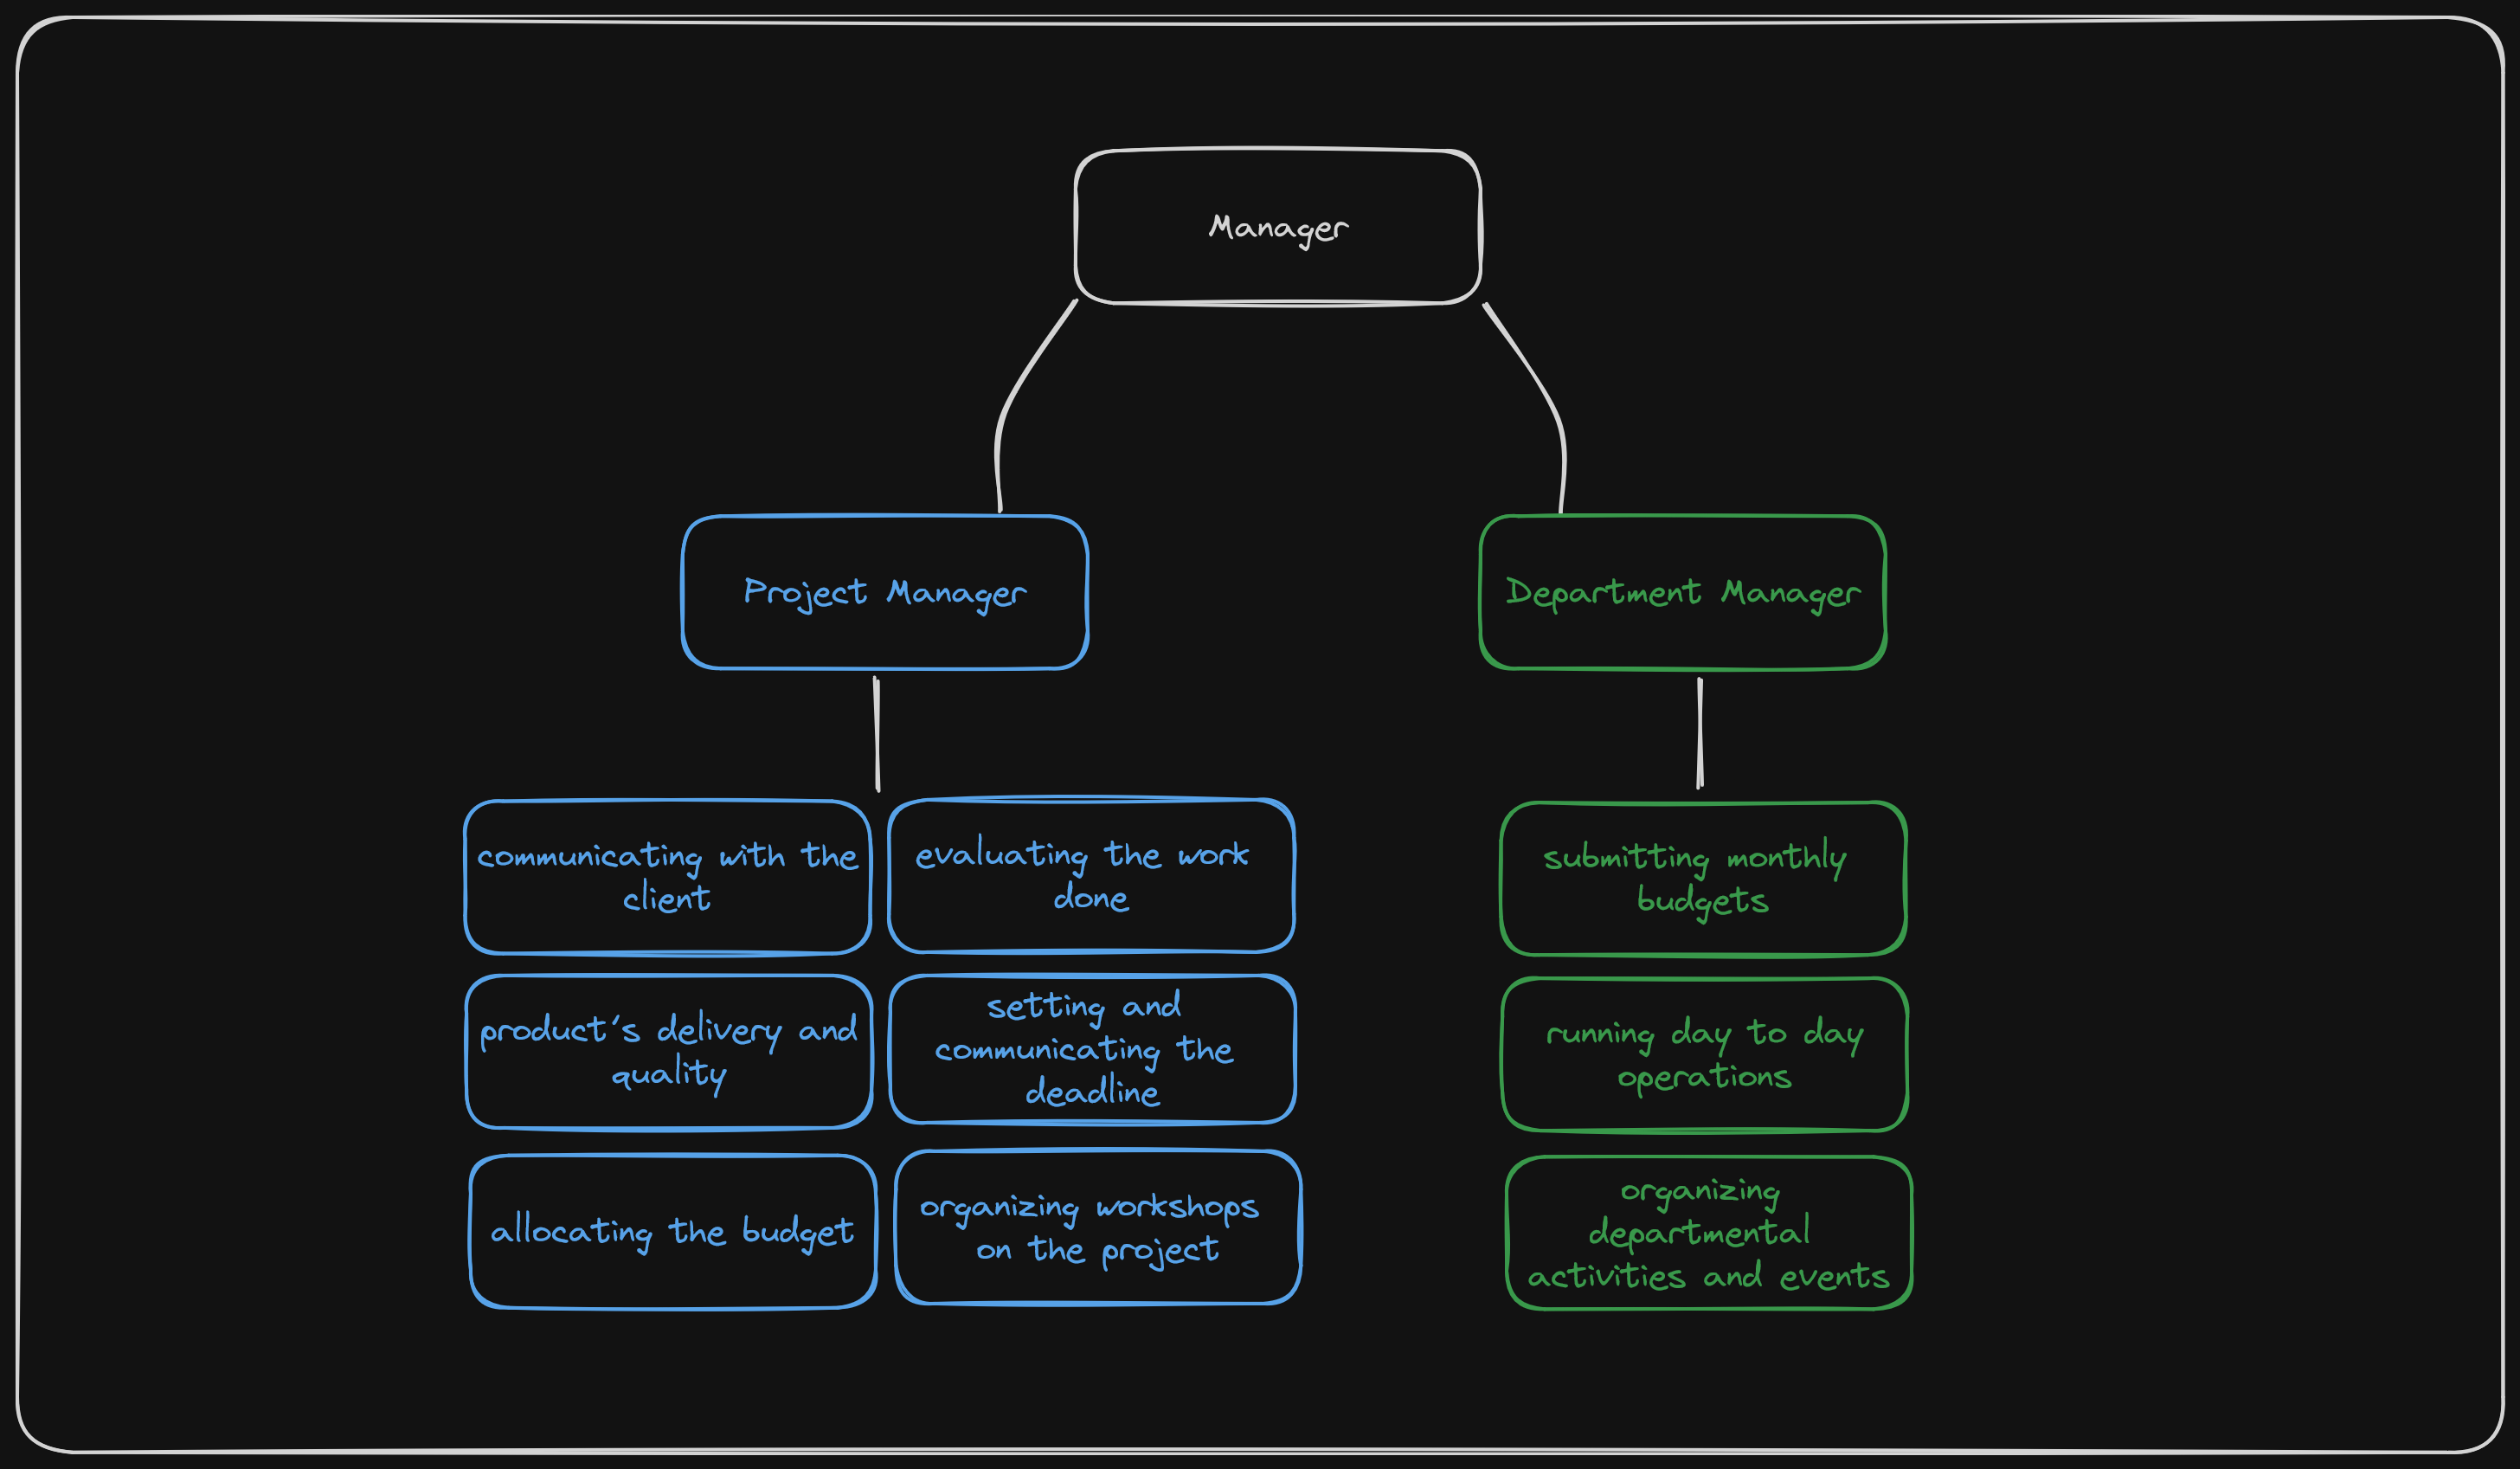 Manager
Project Manager
Department Manager
communicating with the
client
evaluating the work
done
submitting monthly
budgets
product's delivery and
quality
setting and
communicating the
deadline
running day to day
operations
allocating the budget
organizing workshops
on the project
organizing
departmental
activities and events